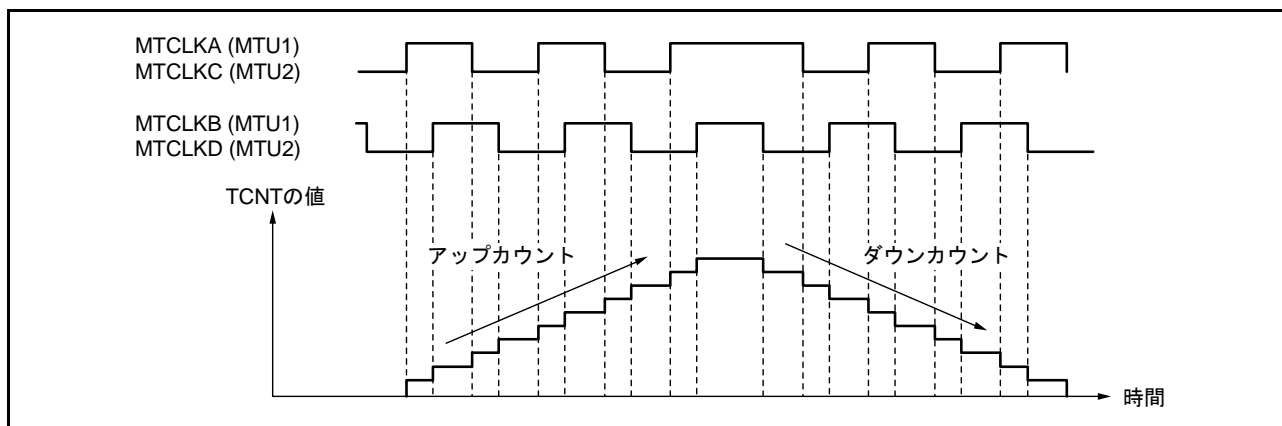 MTCLKA (MTU1)
MTCLKC (MTU2)
MTCLKB (MTU1)
MTCLKD (MTU2)
TCNTの値
アップカウント
ダウンカウント
時間